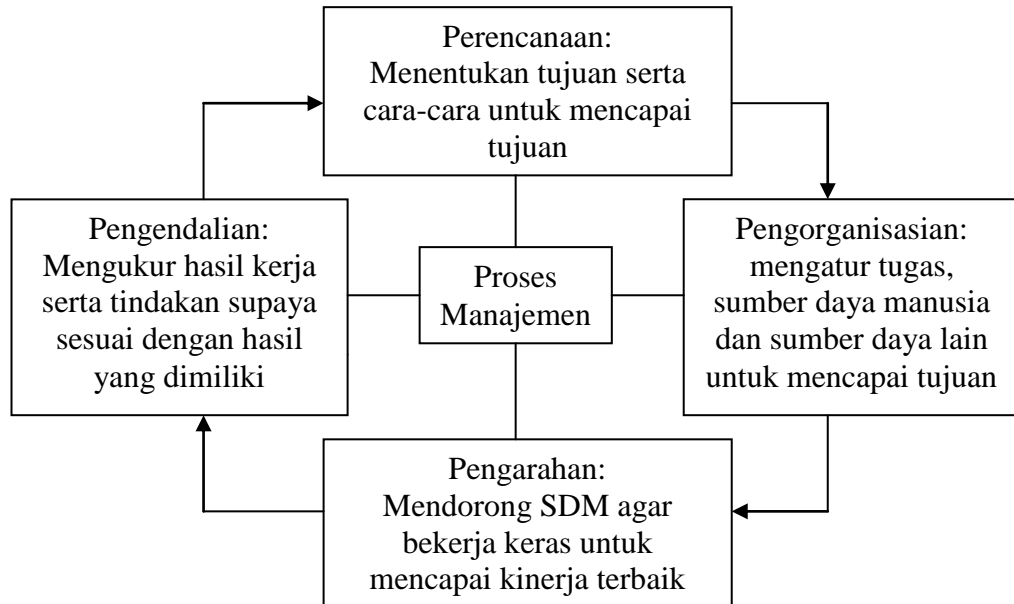 Perencanaan:
Menentukan tujuan serta
cara-cara untuk mencapai
tujuan
Pengendalian:
Mengukur hasil kerja
serta tindakan supaya
sesuai dengan hasil
yang dimiliki
Proses
Manajemen
Pengorganisasian:
mengatur tugas,
sumber daya manusia
dan sumber daya lain
untuk mencapai tujuan
Pengarahan:
Mendorong SDM agar
bekerja keras untuk
mencapai kinerja terbaik